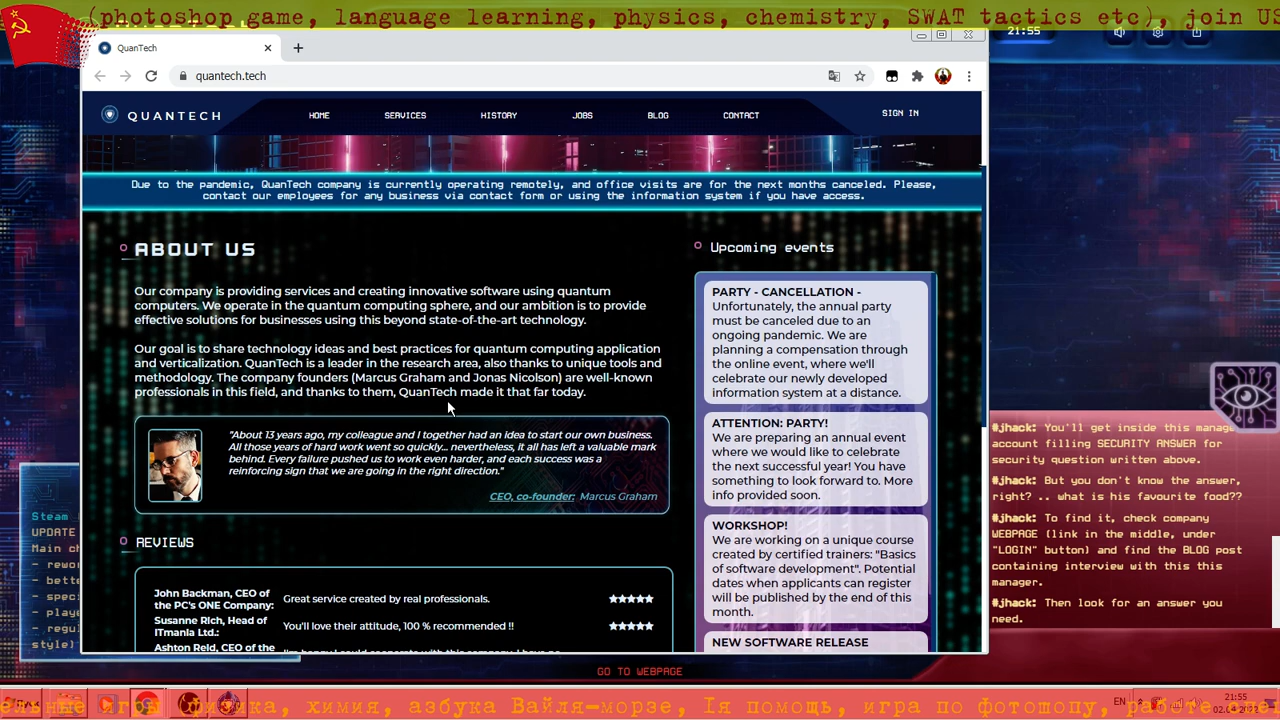 (photoshop game, language learning, physics, chemistry, SWAT tactics etc), join US
QuanTech
21:55
quantech.tech
QUANTECH
HOME
SERVICES
HISTORY
JOBS
BLOG
CONTACT
SIGN IN
Due to the pandemic, QuanTech company is currently operating remotely, and office visits are for the next months canceled. Please,
contact our employees for any business via contact form or using the information system if you have access.
ABOUT US
Our company is providing services and creating innovative software using quantum
computers. We operate in the quantum computing sphere, and our ambition is to provide
effective solutions for businesses using this beyond state-of-the-art technology.
Our goal is to share technology ideas and best practices for quantum computing application
and verticalization. QuanTech is a leader in the research area, also thanks to unique tools and
methodology. The company founders (Marcus Graham and Jonas Nicolson) are well-known
professionals in this field, and thanks to them, QuanTech made it that far today.
"About 13 years ago, my colleague and I together had an idea to start our own business.
All those years of hard work went so quickly... nevertheless, it all has left a valuable mark
behind. Every failure pushed us to work even harder, and each success was a
reinforcing sign that we are going in the right direction."
CEO, co-founder: Marcus Graham
REVIEWS
John Backman, CEO of
the PC's ONE Company:
Great service created by real professionals.
Susanne Rich, Head of
ITmania Ltd.:
You'll love their attitude, 100 % recommended !!
Ashton Reid, CEO of the
Upcoming events
PARTY - CANCELLATION -
Unfortunately, the annual party
must be canceled due to an
ongoing pandemic. We are
planning a compensation through
the online event, where we'll
celebrate our newly developed
information system at a distance.
ATTENTION: PARTY!
We are preparing an annual event
where we would like to celebrate
the next successful year! You have
something to look forward to. More
info provided soon.
WORKSHOP!
We are working on a unique course
created by certified trainers: "Basics
of software development". Potential
dates when applicants can register
will be published by the end of this
month.
NEW SOFTWARE RELEASE
#jhack: You'll get inside this manag
account filling SECURITY ANSWER for
security question written above.
#jhack: But you don't know the answer,
right? .. what is his favourite food??
#jhack: To find it, check company
WEBPAGE (link in the middle, under
"LOGIN" button) and find the BLOG post
containing interview with this this
manager.
#jhack: Then look for an answer you
need.
Steam
UPDATE
Main ch
- rewo
- bette
- spec
- playe
- regul
style)
GO TO WEBPAGE
химия, азбука Вайля-морзе, Ія помощь, игра по фотошопу,
EN
21:55